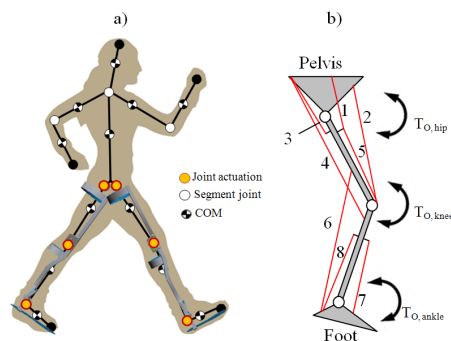 a)
Joint actuation
Segment joint
COM
b)
Pelvis
1
2
3
4
5
6
8
7
T_O, hip
T_O, knee
T_O, ankle
Foot